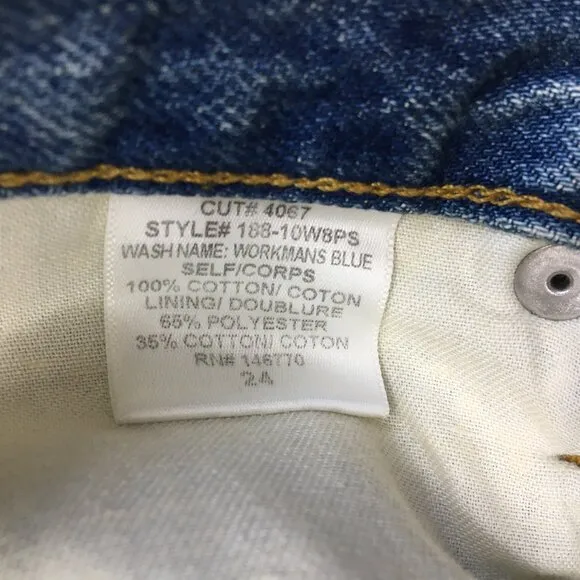 CUT# 4067
STYLE# 188-10W8PS
WASH NAME: WORKMANS BLUE
SELF/CORPS
100% COTTON/ COTON
LINING/ DOUBLURE
65% POLYESTER
35% COTTON/ COTON
RN# 146770
2A